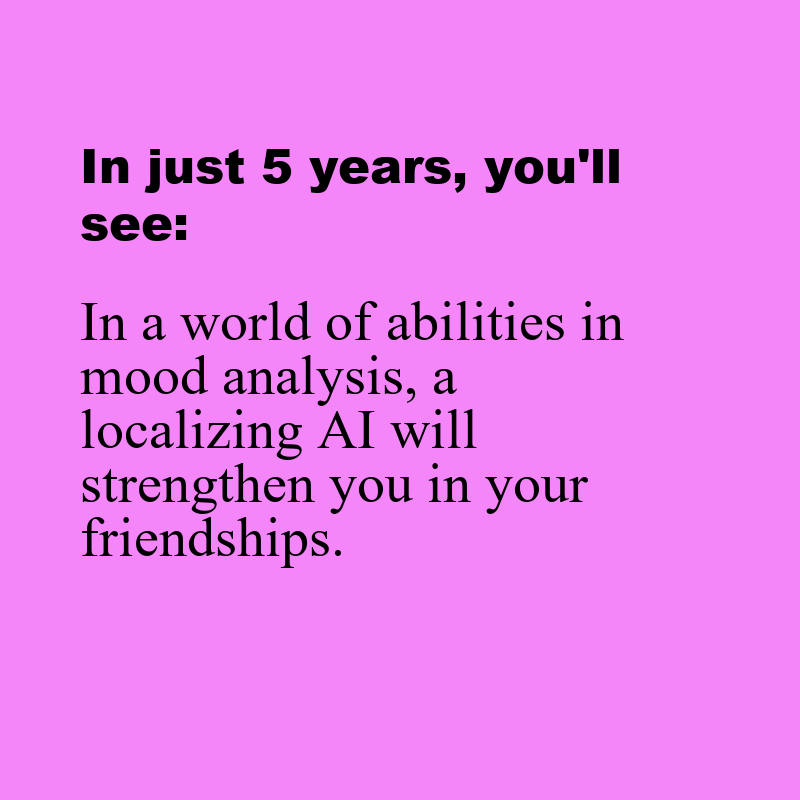 In just 5 years, you'll
see:
In a world of abilities in
mood analysis, a
localizing AI will
strengthen you in your
friendships.